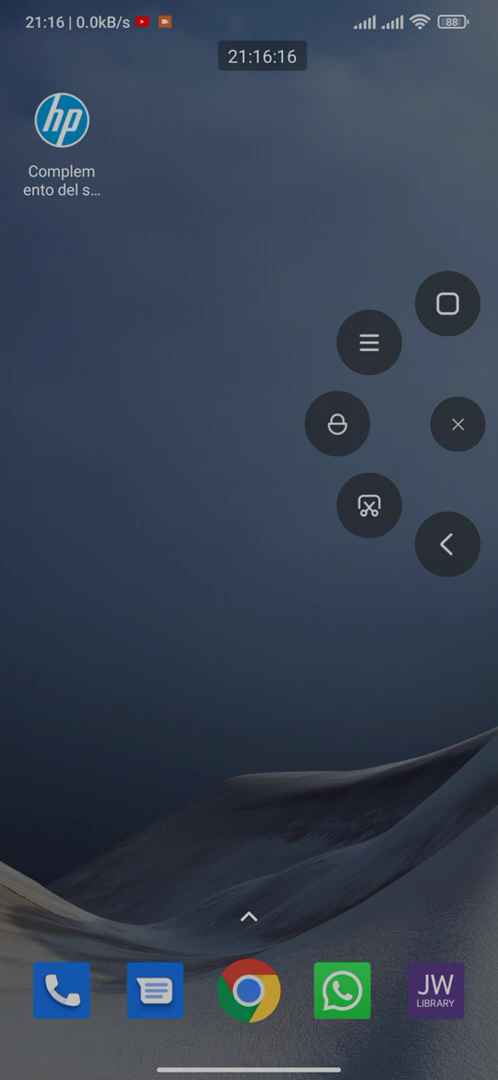 21:16 | 0.0kB/s
88
21:16:16
hp
Complem
ento del s...
JW
LIBRARY